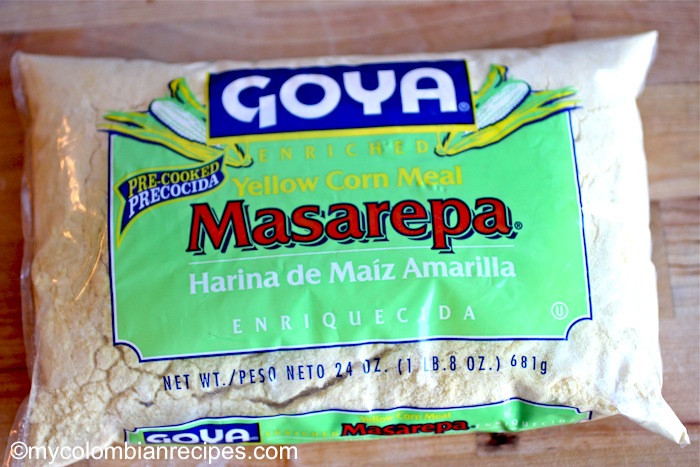 GOYA®
ENRICHED
PRE-COOKED
PRECOCIDA
Yellow Corn Meal
Masarepa®
Harina de Maíz Amarilla
ENRIQUECIDA
U
NET WT./PESO NETO 24 OZ. (1 LB.8 OZ.) 681g
GOYA
ENRICHED
Yellow Corn Meal
Masarepa
©mycolombianrecipes.com